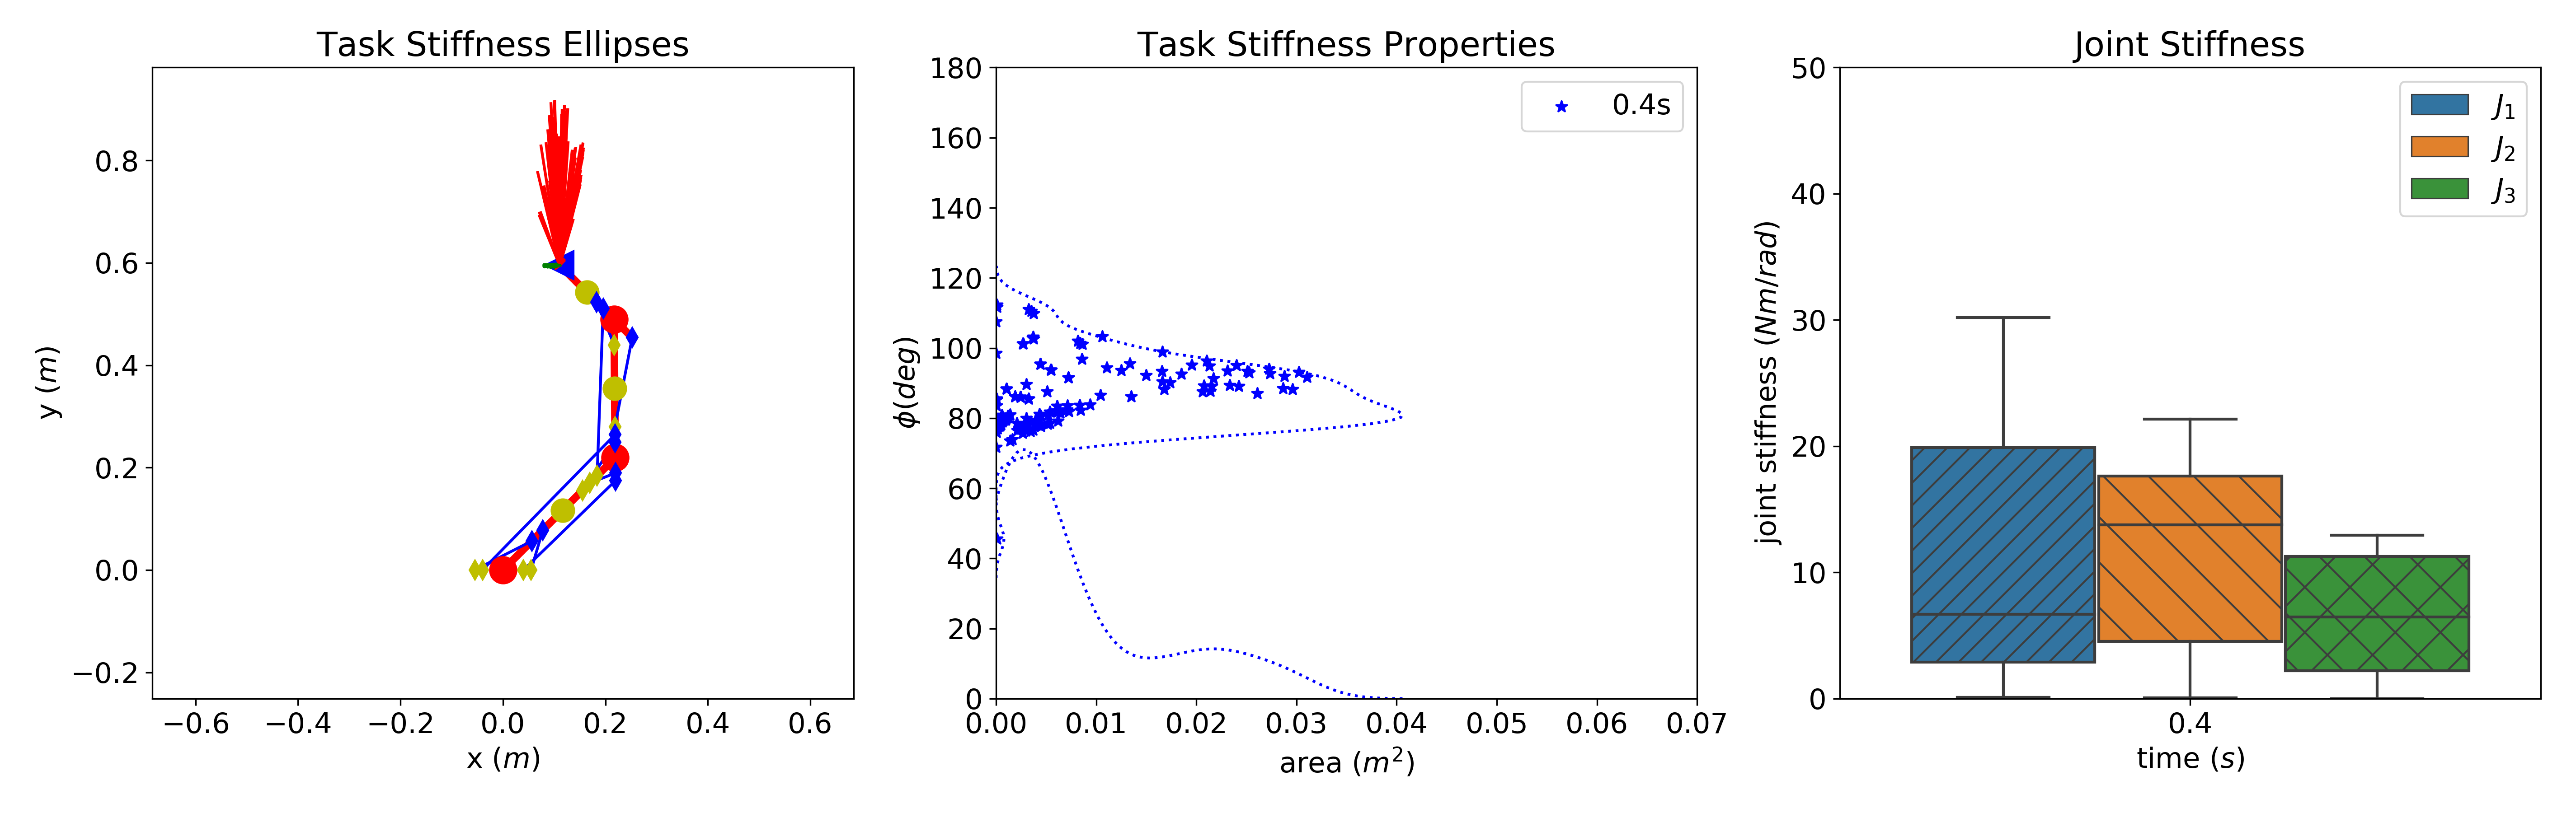 Task Stiffness Ellipses
0.8
0.6
0.4
0.2
0.0
−0.2
y (m)
−0.6
−0.4
−0.2
0.0
0.2
0.4
0.6
x (m)
Task Stiffness Properties
180
160
140
120
100
80
60
40
20
0
ϕ(deg)
0.4s
0.00
0.01
0.02
0.03
0.04
0.05
0.06
0.07
area (m²)
Joint Stiffness
50
40
30
20
10
0
joint stiffness (Nm/rad)
J₁
J₂
J₃
0.4
time (s)